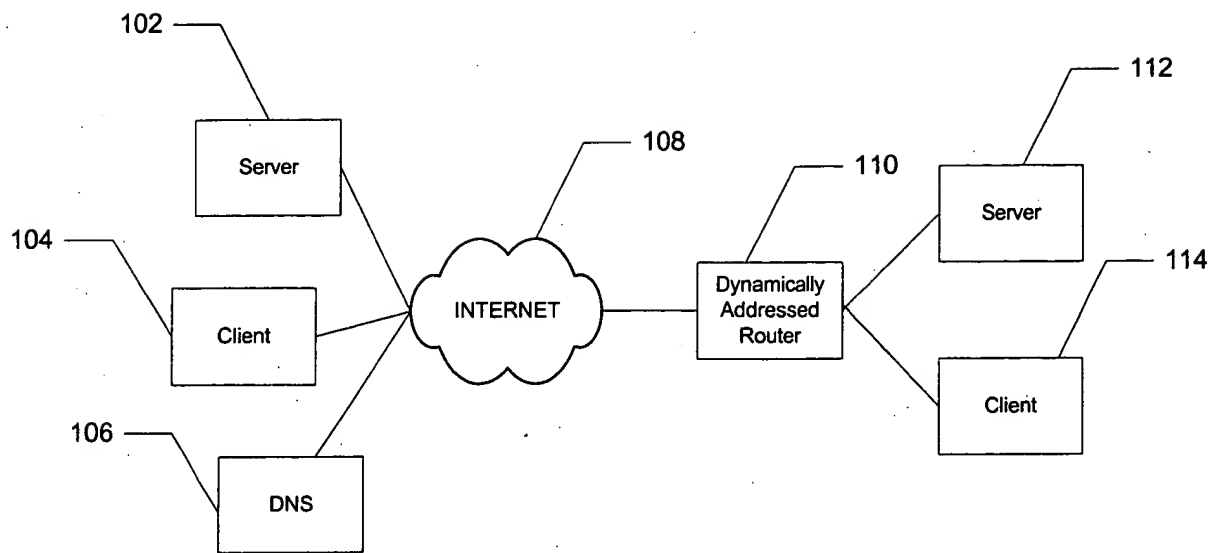 102
Server
104
Client
106
DNS
108
INTERNET
110
Dynamically
Addressed
Router
112
Server
114
Client